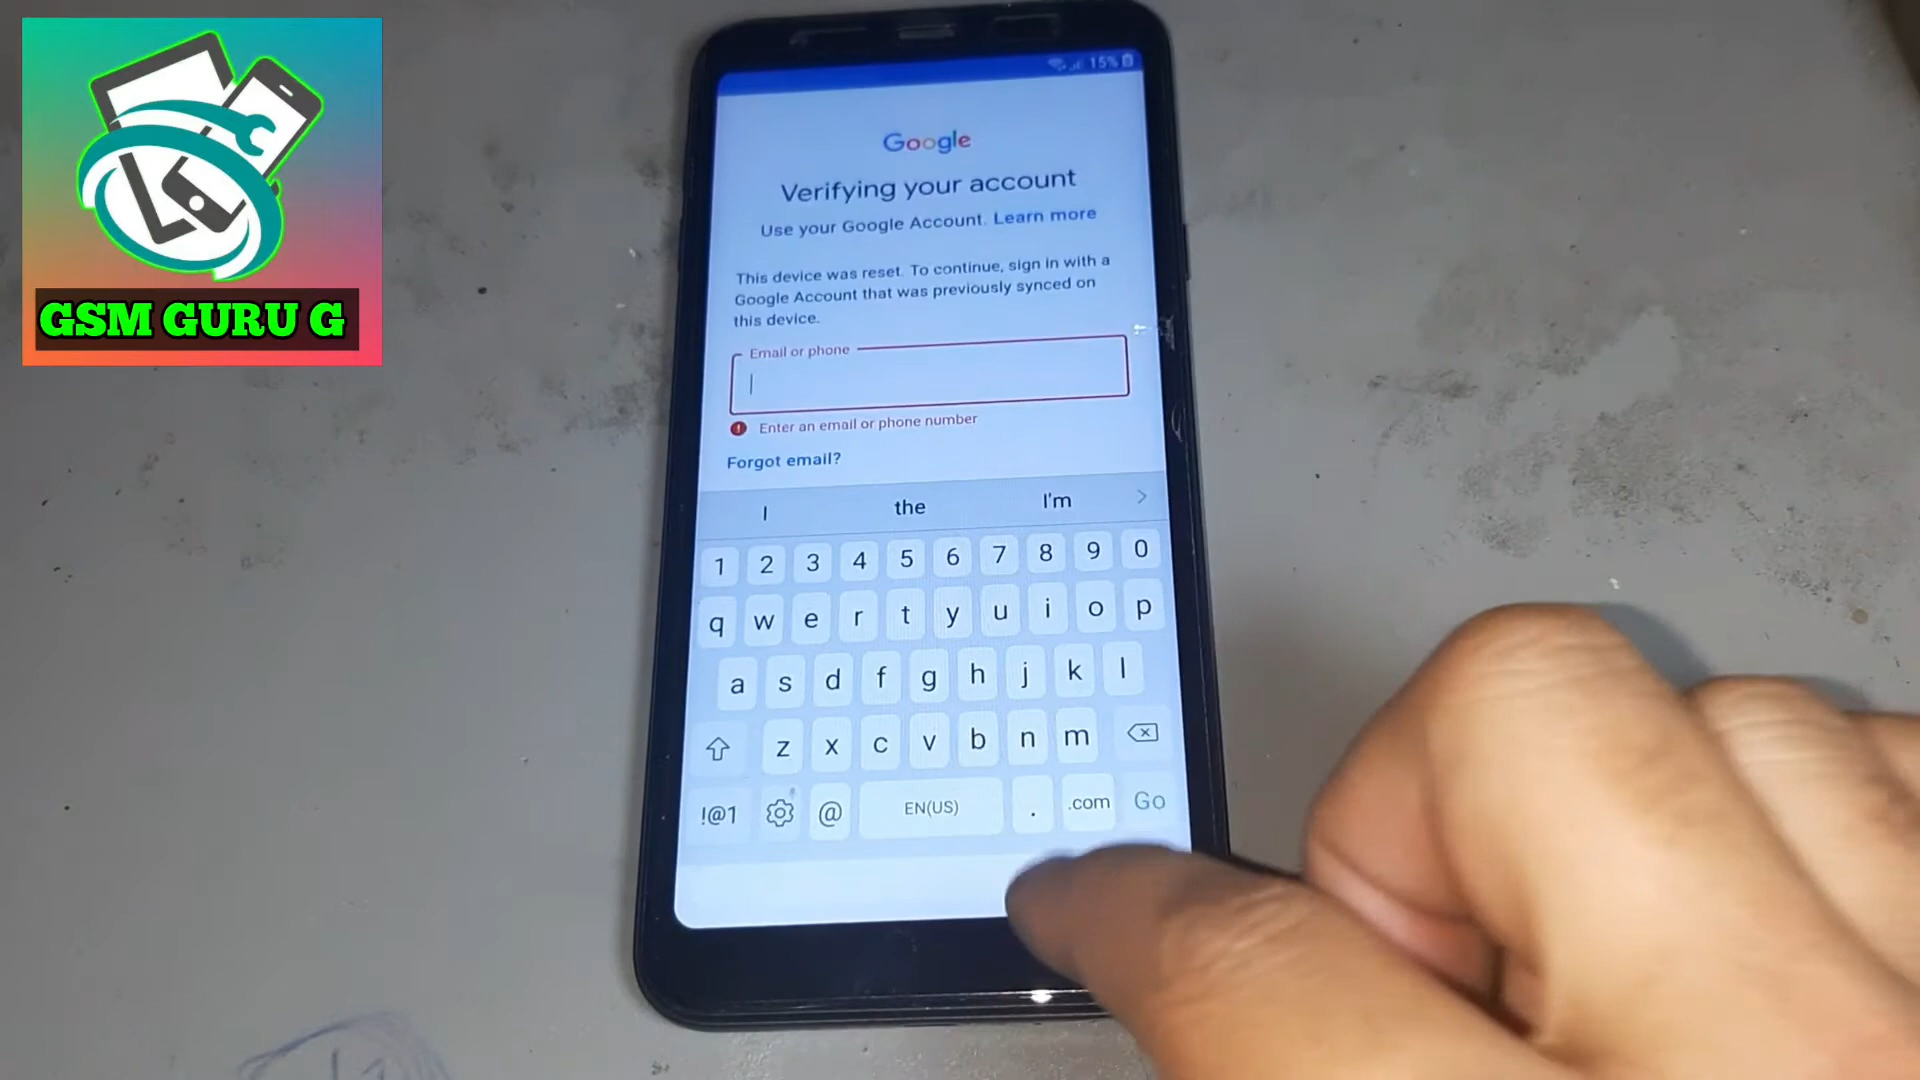 GSM GURU G
15%
Google
Verifying your account
Use your Google Account. Learn more
This device was reset. To continue, sign in with a
Google Account that was previously synced on
this device.
Email or phone
Enter an email or phone number
Forgot email?
I the I'm
1 2 3 4 5 6 7 8 9 0
q w e r t y u i o p
a s d f g h j k l
z x c v b n m
!@1 @ EN(US) . .com Go